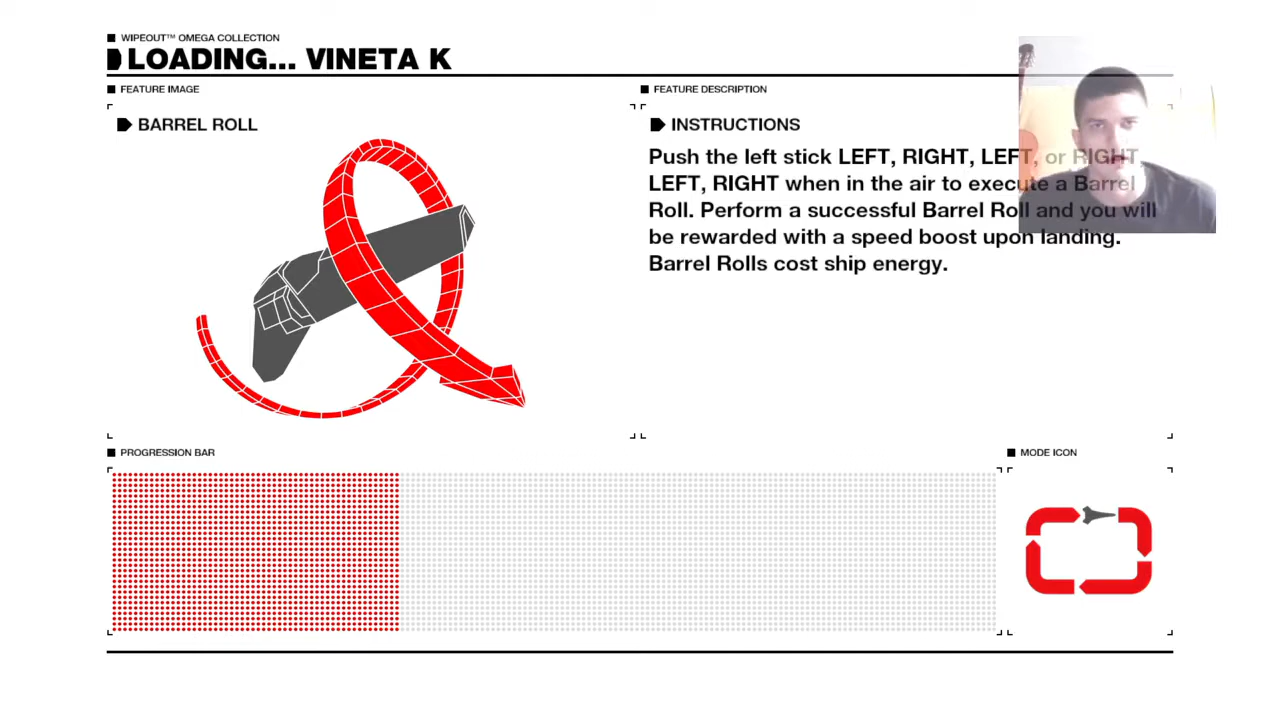 WIPEOUT™ OMEGA COLLECTION
LOADING... VINETA K
FEATURE IMAGE
BARREL ROLL
FEATURE DESCRIPTION
INSTRUCTIONS
Push the left stick LEFT, RIGHT, LEFT, or RIGHT,
LEFT, RIGHT when in the air to execute a Barrel
Roll. Perform a successful Barrel Roll and you will
be rewarded with a speed boost upon landing.
Barrel Rolls cost ship energy.
PROGRESSION BAR
MODE ICON